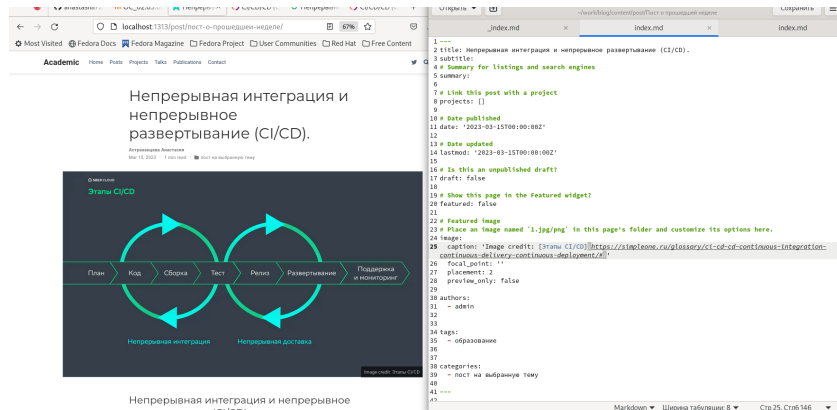 localhost:1313/post/пост-о-прошедшей-неделе/
67%
Most Visited Fedora Docs Fedora Magazine Fedora Project User Communities Red Hat Free Content
Academic Home Posts Projects Talks Publications Contact
Непрерывная интеграция и
непрерывное
развертывание (CI/CD).
Mar 15, 2023 1 min read пост на выбранную тему
Этапы CI/CD
План Код Сборка Тест Релиз Развертывание Поддержка
и мониторинг
Непрерывная интеграция Непрерывная доставка
Image credit: Этапы CI/CD
Непрерывная интеграция и непрерывное
Открыть
~/work/blog/content/post/Пост о прошедшей неделе
Сохранить
_index.md index.md index.md
1 ---
2 title: Непрерывная интеграция и непрерывное развертывание (CI/CD).
3 subtitle:
4 # Summary for listings and search engines
5 summary:
6
7 # Link this post with a project
8 projects: []
9
10 # Date published
11 date: '2023-03-15T00:00:00Z'
12
13 # Date updated
14 lastmod: '2023-03-15T00:00:00Z'
15
16 # Is this an unpublished draft?
17 draft: false
18
19 # Show this page in the Featured widget?
20 featured: false
21
22 # Featured image
23 # Place an image named `1.jpg/png` in this page's folder and customize its options here.
24 image:
25 caption: 'Image credit: [Этапы CI/CD](https://simpleone.ru/glossary/ci-cd-cd-continuous-integration-
continuous-delivery-continuous-deployment/#)'
26 focal_point: ''
27 placement: 2
28 preview_only: false
29
30 authors:
31 - admin
32
33
34 tags:
35 - образование
36
37
38 categories:
39 - пост на выбранную тему
40
41 ---
42
Markdown Ширина табуляции: 8 Стр 25, Стлб 146